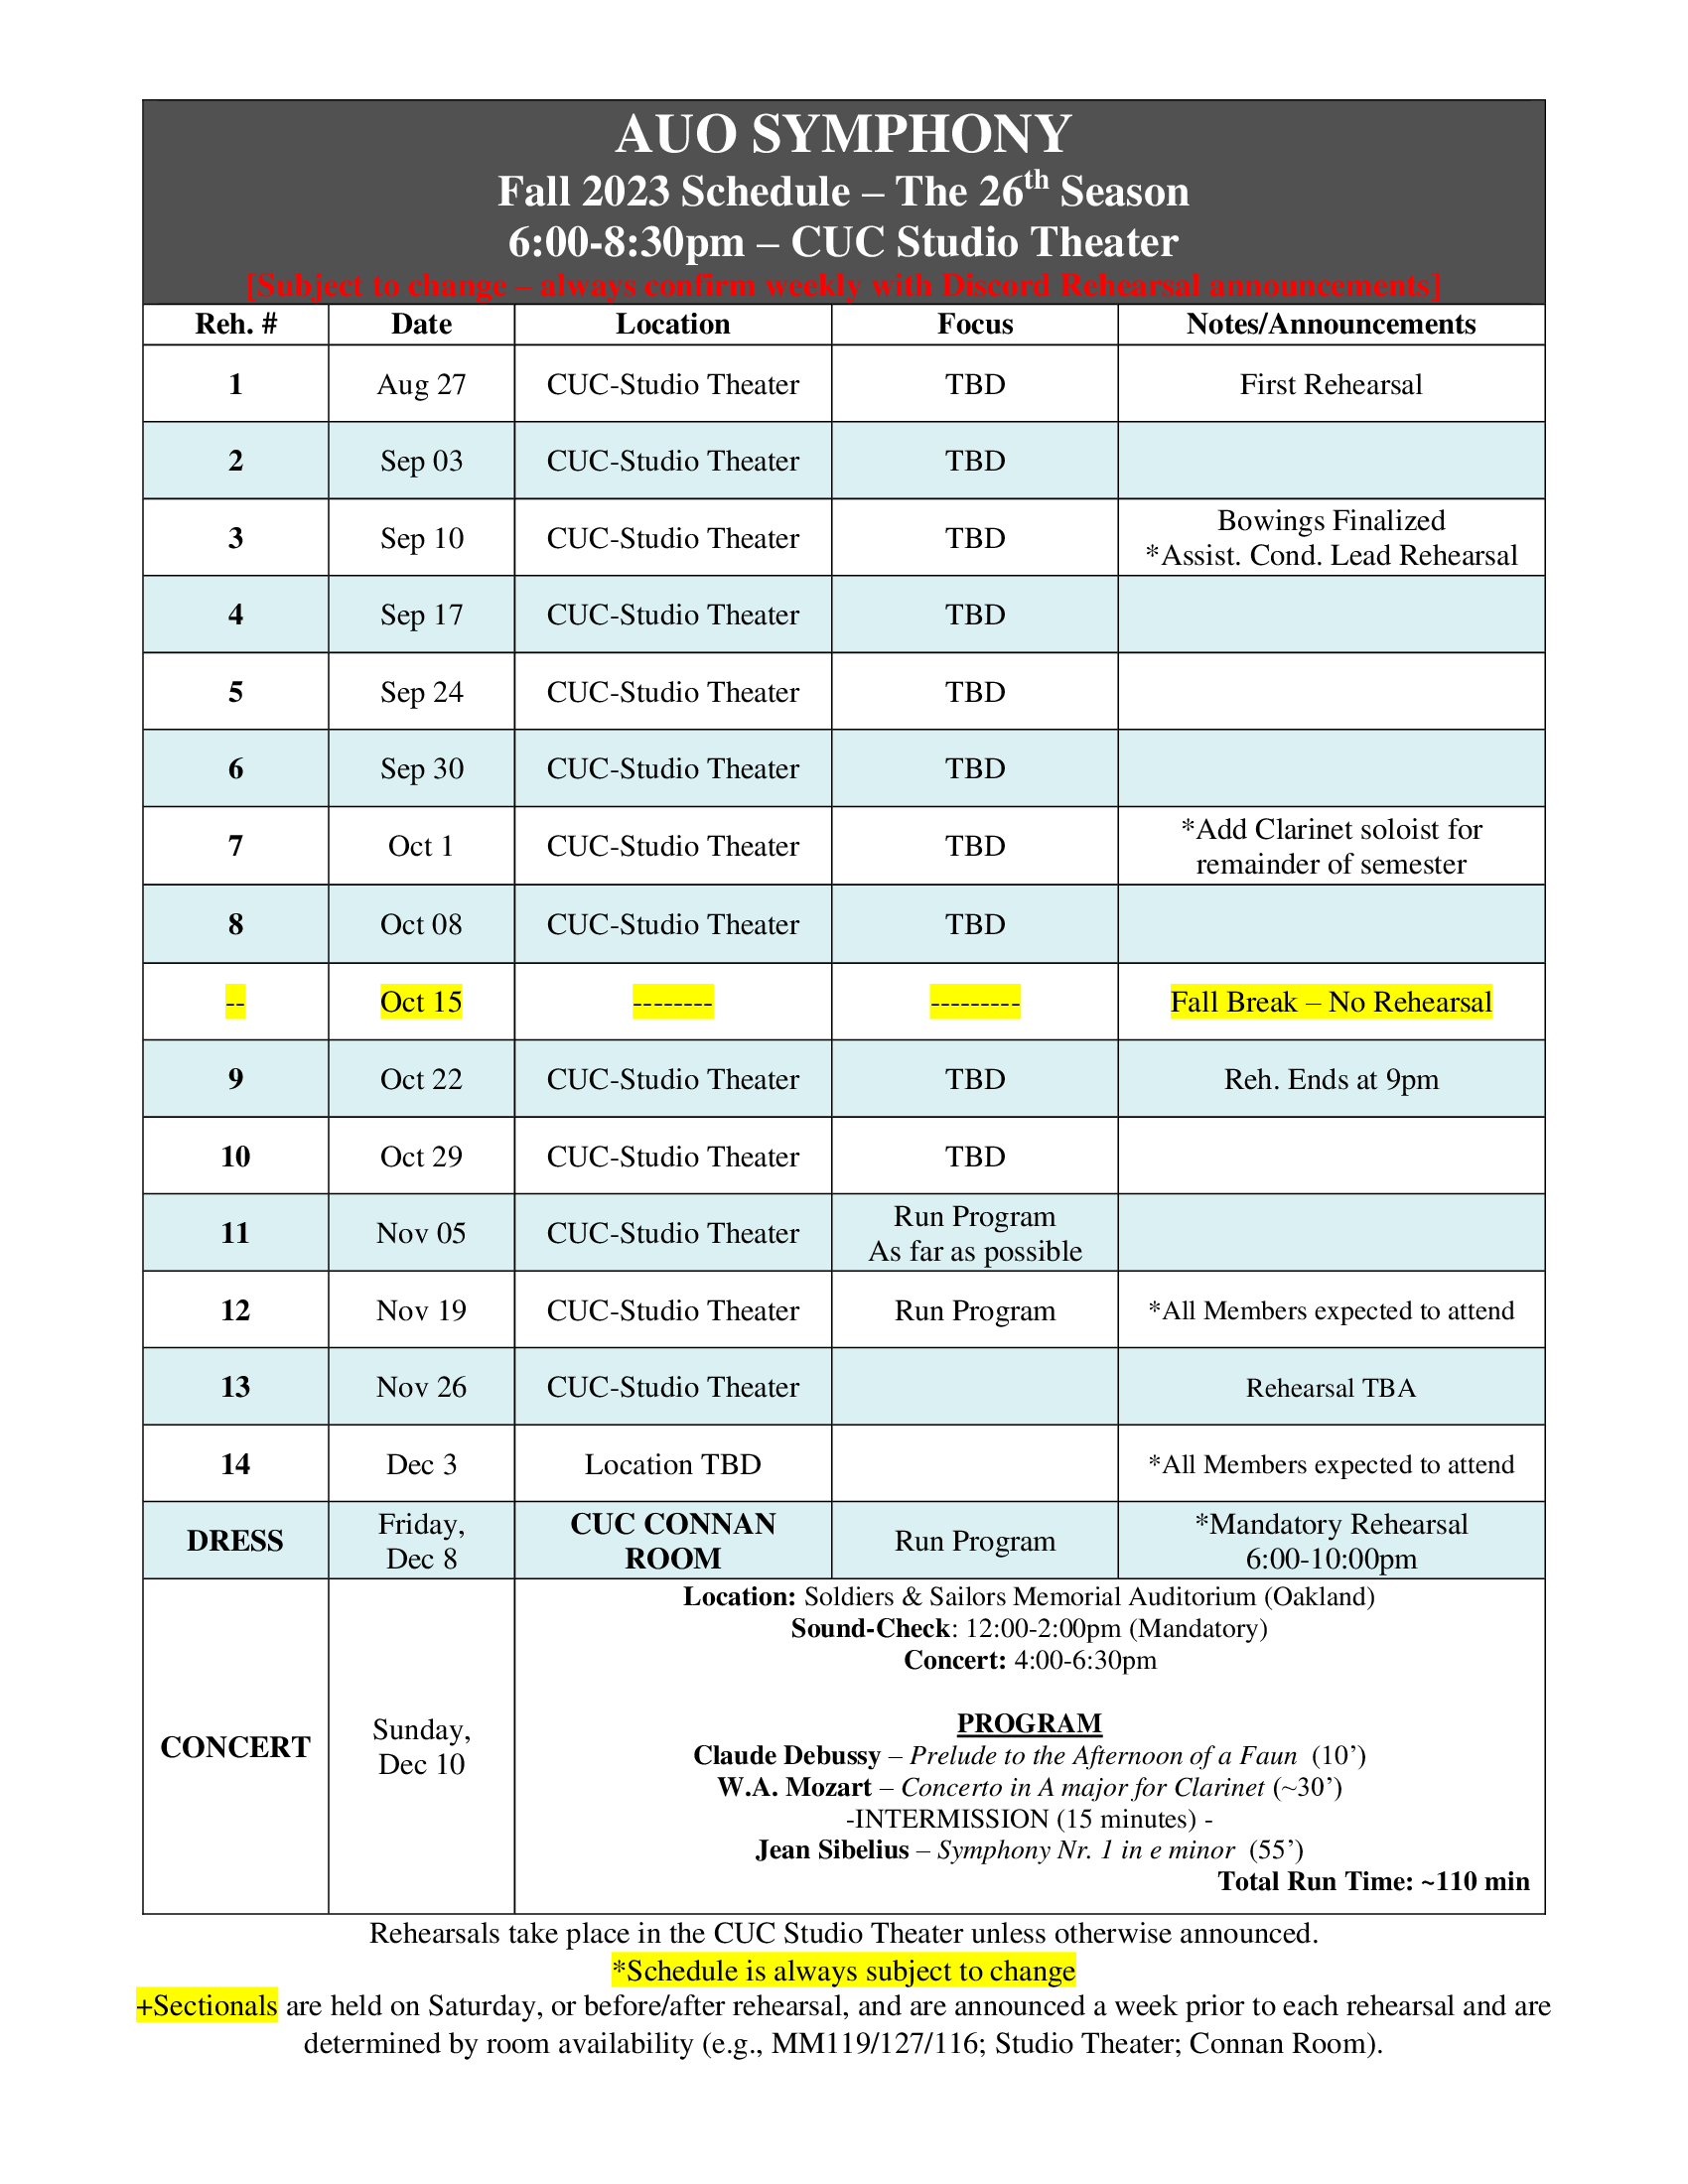 AUO SYMPHONY
Fall 2023 Schedule – The 26th Season
6:00-8:30pm – CUC Studio Theater
[Subject to change – always confirm weekly with Discord Rehearsal announcements]
Reh. # Date Location Focus Notes/Announcements
1 Aug 27 CUC-Studio Theater TBD First Rehearsal
2 Sep 03 CUC-Studio Theater TBD
3 Sep 10 CUC-Studio Theater TBD Bowings Finalized
*Assist. Cond. Lead Rehearsal
4 Sep 17 CUC-Studio Theater TBD
5 Sep 24 CUC-Studio Theater TBD
6 Sep 30 CUC-Studio Theater TBD
7 Oct 1 CUC-Studio Theater TBD *Add Clarinet soloist for
remainder of semester
8 Oct 08 CUC-Studio Theater TBD
-- Oct 15 -------- --------- Fall Break – No Rehearsal
9 Oct 22 CUC-Studio Theater TBD Reh. Ends at 9pm
10 Oct 29 CUC-Studio Theater TBD
11 Nov 05 CUC-Studio Theater Run Program
As far as possible
12 Nov 19 CUC-Studio Theater Run Program *All Members expected to attend
13 Nov 26 CUC-Studio Theater Rehearsal TBA
14 Dec 3 Location TBD *All Members expected to attend
DRESS Friday,
Dec 8 CUC CONNAN
ROOM Run Program *Mandatory Rehearsal
6:00-10:00pm
CONCERT Sunday,
Dec 10
Location: Soldiers & Sailors Memorial Auditorium (Oakland)
Sound-Check: 12:00-2:00pm (Mandatory)
Concert: 4:00-6:30pm
PROGRAM
Claude Debussy – Prelude to the Afternoon of a Faun (10’)
W.A. Mozart – Concerto in A major for Clarinet (~30’)
-INTERMISSION (15 minutes) -
Jean Sibelius – Symphony Nr. 1 in e minor (55’)
Total Run Time: ~110 min
Rehearsals take place in the CUC Studio Theater unless otherwise announced.
*Schedule is always subject to change
+Sectionals are held on Saturday, or before/after rehearsal, and are announced a week prior to each rehearsal and are
determined by room availability (e.g., MM119/127/116; Studio Theater; Connan Room).